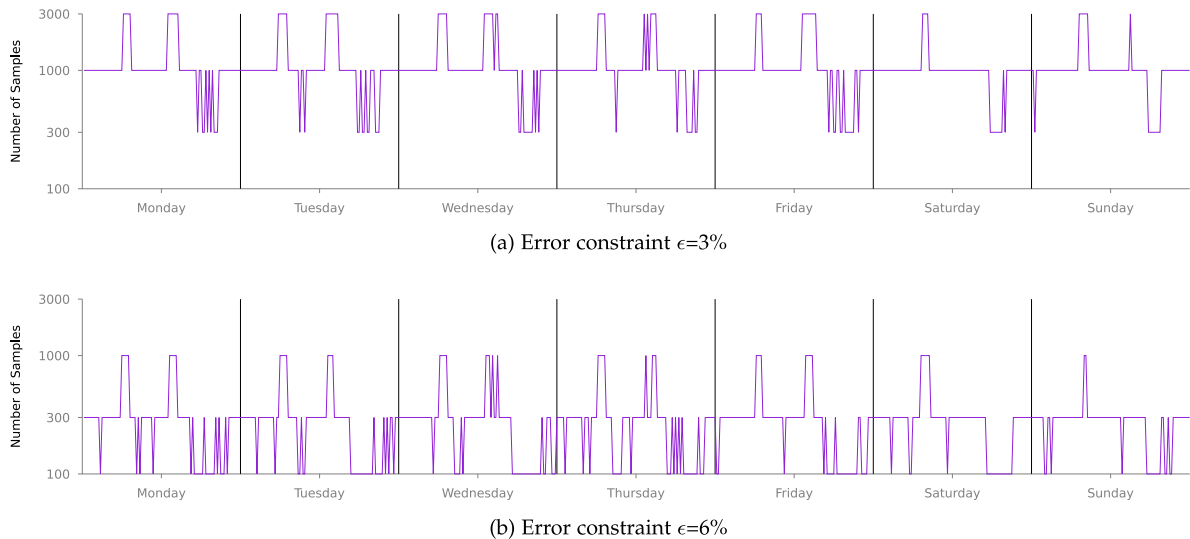 3000
1000
300
100
Number of Samples
Monday Tuesday Wednesday Thursday Friday Saturday Sunday
(a) Error constraint ϵ=3%
3000
1000
300
100
Number of Samples
Monday Tuesday Wednesday Thursday Friday Saturday Sunday
(b) Error constraint ϵ=6%